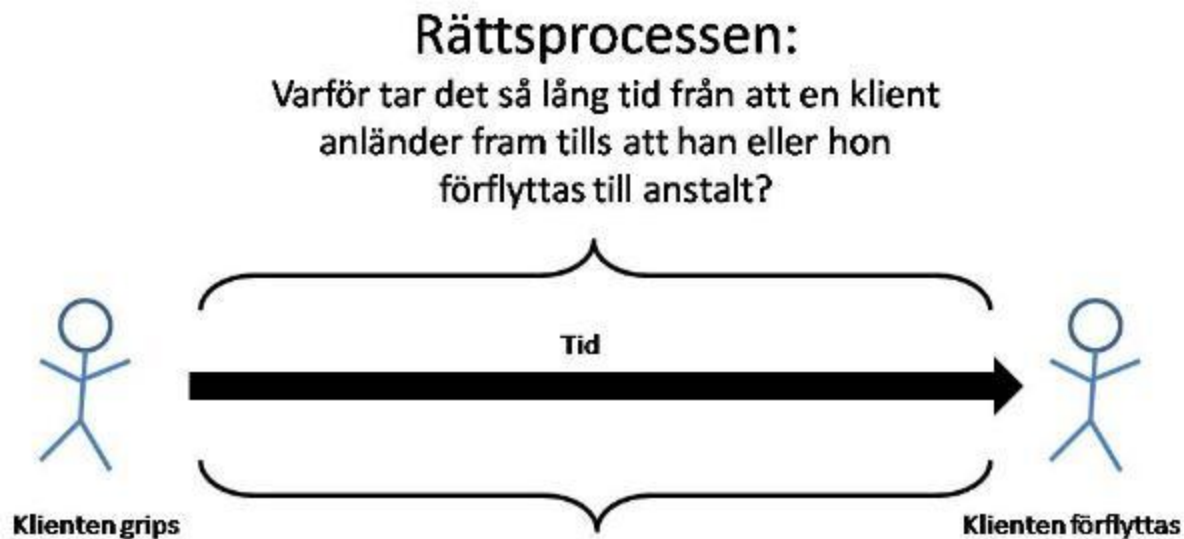 Rättsprocessen:
Varför tar det så lång tid från att en klient
anländer fram tills att han eller hon
förflyttas till anstalt?
Tid
Klienten grips
Klienten förflyttas